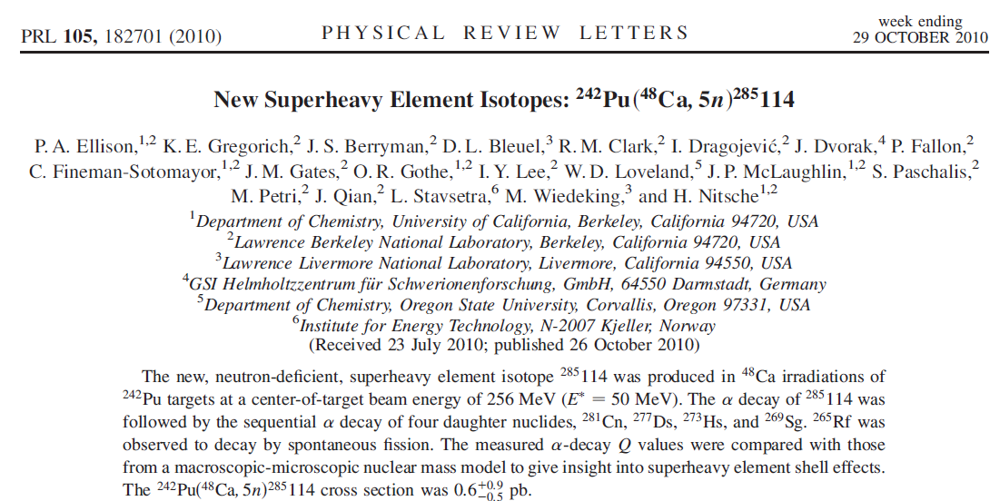 PRL 105, 182701 (2010) PHYSICAL REVIEW LETTERS week ending 29 OCTOBER 2010
New Superheavy Element Isotopes: ²⁴²Pu(⁴⁸Ca, 5n)²⁸⁵114
P. A. Ellison,¹,² K. E. Gregorich,² J. S. Berryman,² D. L. Bleuel,³ R. M. Clark,² I. Dragojević,² J. Dvorak,⁴ P. Fallon,²
C. Fineman-Sotomayor,¹,² J. M. Gates,² O. R. Gothe,¹,² I. Y. Lee,² W. D. Loveland,⁵ J. P. McLaughlin,¹,² S. Paschalis,²
M. Petri,² J. Qian,² L. Stavsetra,⁶ M. Wiedeking,³ and H. Nitsche¹,²
¹Department of Chemistry, University of California, Berkeley, California 94720, USA
²Lawrence Berkeley National Laboratory, Berkeley, California 94720, USA
³Lawrence Livermore National Laboratory, Livermore, California 94550, USA
⁴GSI Helmholtzzentrum für Schwerionenforschung, GmbH, 64550 Darmstadt, Germany
⁵Department of Chemistry, Oregon State University, Corvallis, Oregon 97331, USA
⁶Institute for Energy Technology, N-2007 Kjeller, Norway
(Received 23 July 2010; published 26 October 2010)
The new, neutron-deficient, superheavy element isotope ²⁸⁵114 was produced in ⁴⁸Ca irradiations of
²⁴²Pu targets at a center-of-target beam energy of 256 MeV (E* = 50 MeV). The α decay of ²⁸⁵114 was
followed by the sequential α decay of four daughter nuclides, ²⁸¹Cn, ²⁷⁷Ds, ²⁷³Hs, and ²⁶⁹Sg. ²⁶⁵Rf was
observed to decay by spontaneous fission. The measured α-decay Q values were compared with those
from a macroscopic-microscopic nuclear mass model to give insight into superheavy element shell effects.
The ²⁴²Pu(⁴⁸Ca, 5n)²⁸⁵114 cross section was 0.6⁺⁰·⁹₋₀.₅ pb.